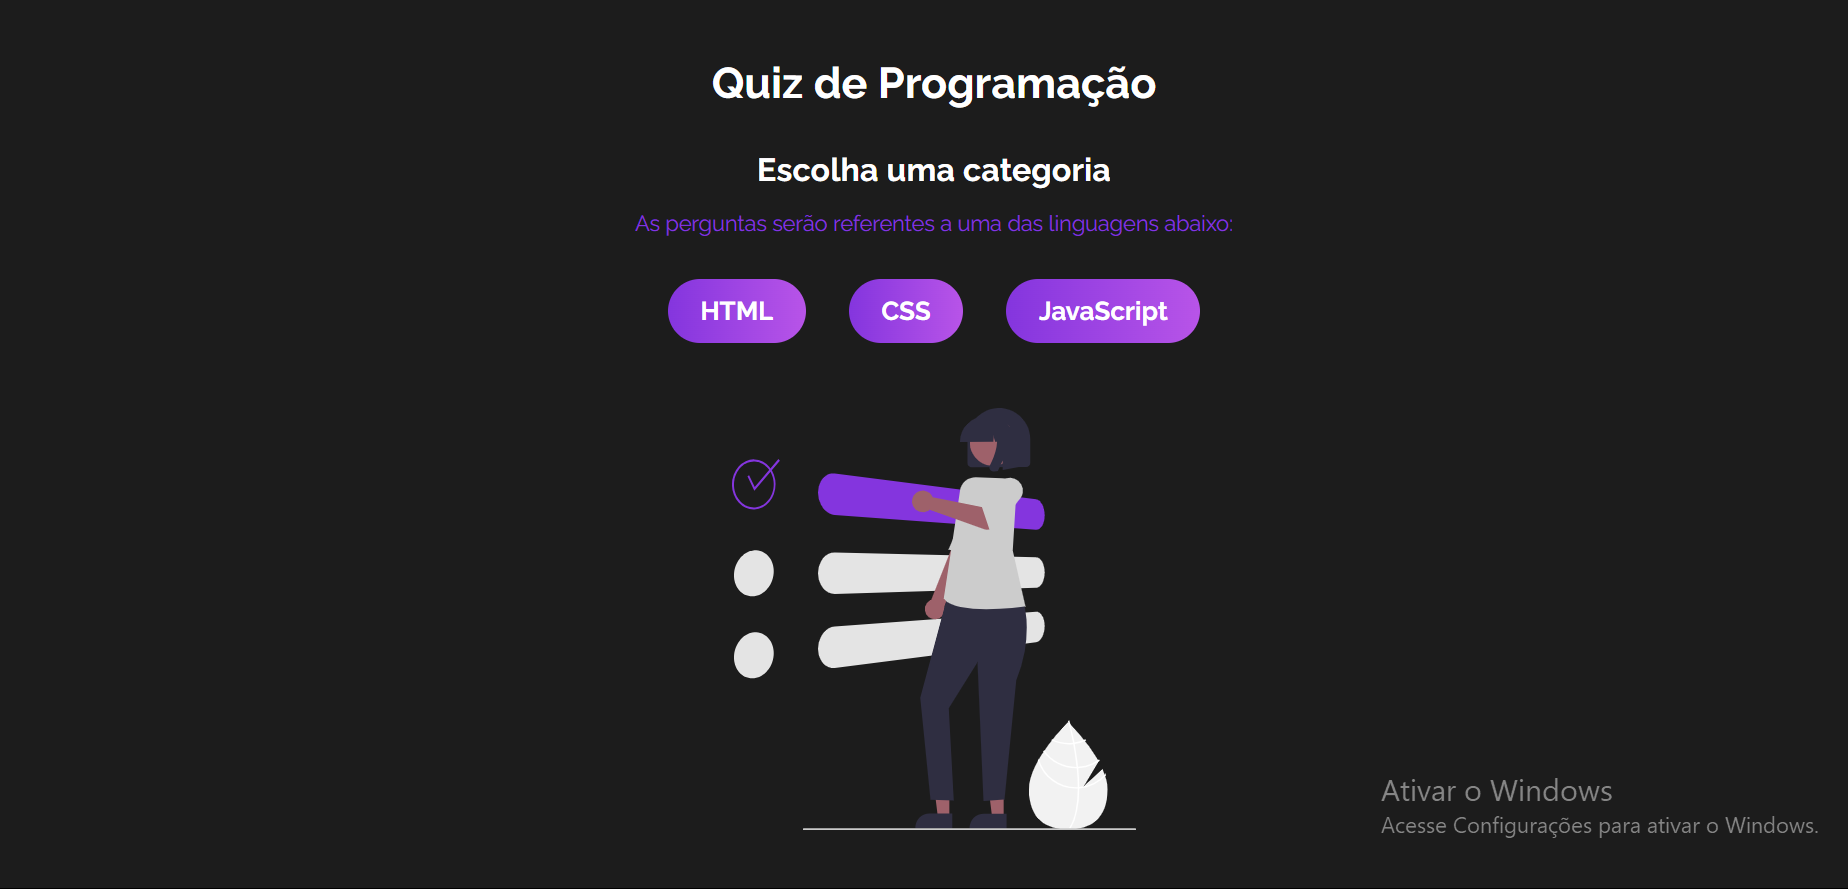 Quiz de Programação
Escolha uma categoria
As perguntas serão referentes a uma das linguagens abaixo:
HTML CSS JavaScript
Ativar o Windows
Acesse Configurações para ativar o Windows.